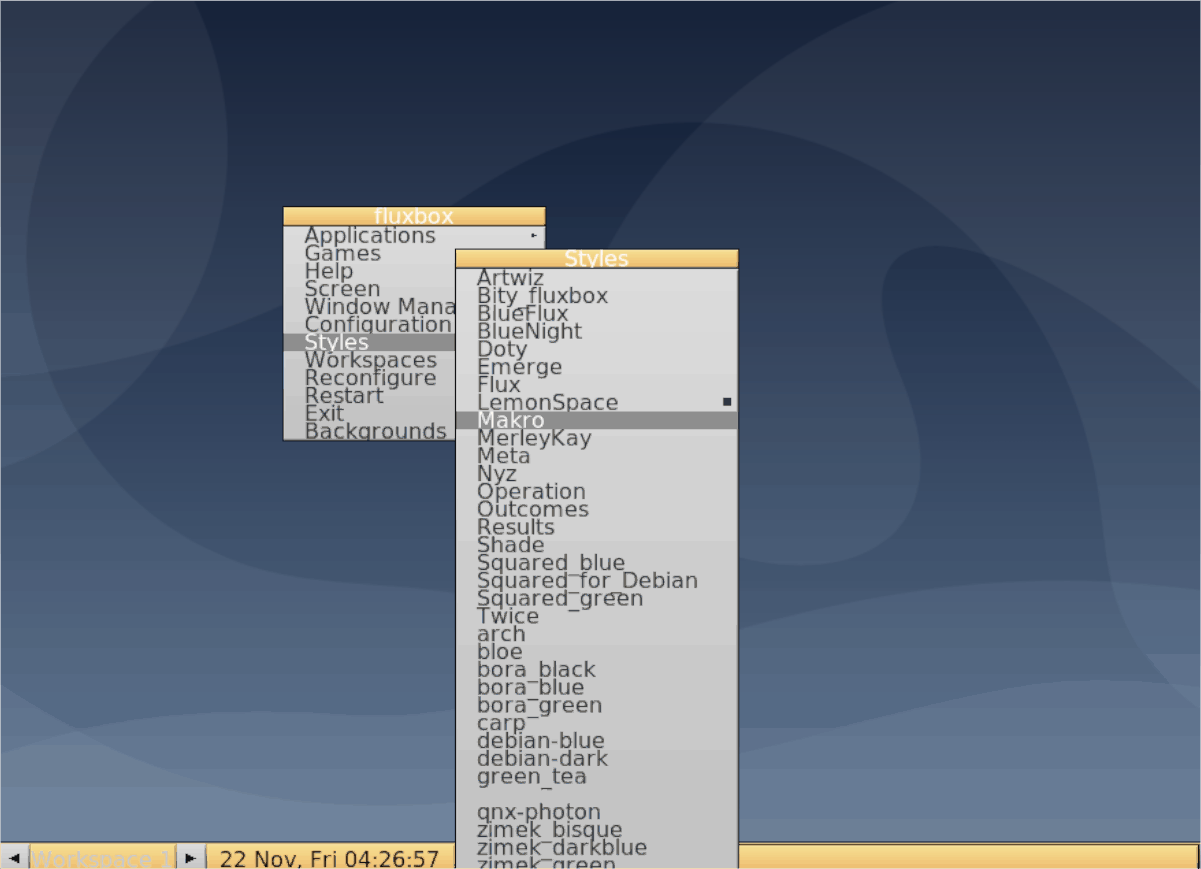 fluxbox
Applications
Games
Help
Screen
Window Mana
Configuration
Styles
Workspaces
Reconfigure
Restart
Exit
Backgrounds
Styles
Artwiz
Bity_fluxbox
BlueFlux
BlueNight
Doty
Emerge
Flux
LemonSpace
Makro
MerleyKay
Meta
Nyz
Operation
Outcomes
Results
Shade
Squared_blue
Squared_for_Debian
Squared_green
Twice
arch
bloe
bora_black
bora_blue
bora_green
carp
debian-blue
debian-dark
green_tea
qnx-photon
zimek_bisque
zimek_darkblue
zimek_green
Workspace 1
22 Nov, Fri 04:26:57